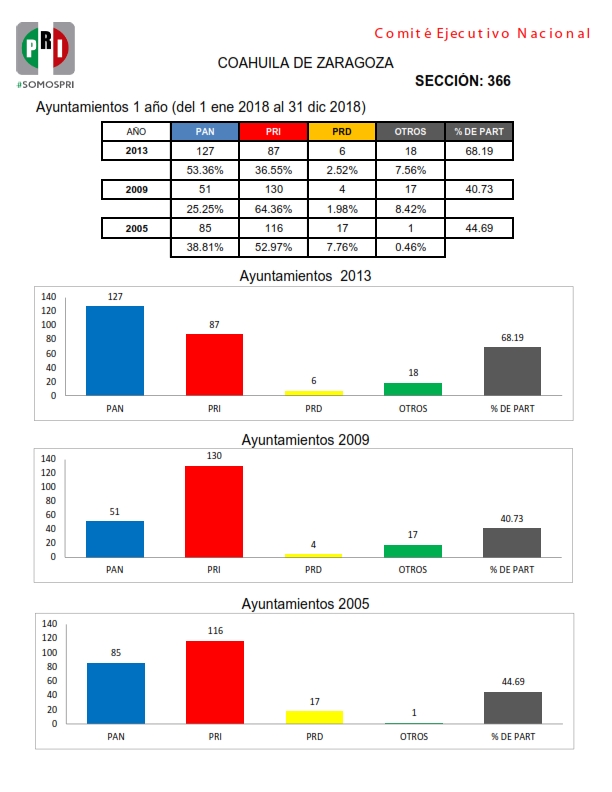 Comité Ejecutivo Nacional
PRI
#SOMOSPRI
COAHUILA DE ZARAGOZA
SECCIÓN: 366
Ayuntamientos 1 año (del 1 ene 2018 al 31 dic 2018)
AÑO PAN PRI PRD OTROS % DE PART
2013 127 87 6 18 68.19
53.36% 36.55% 2.52% 7.56%
2009 51 130 4 17 40.73
25.25% 64.36% 1.98% 8.42%
2005 85 116 17 1 44.69
38.81% 52.97% 7.76% 0.46%
Ayuntamientos 2013
140
120
100
80
60
40
20
0
127
87
6
18
68.19
PAN PRI PRD OTROS % DE PART
Ayuntamientos 2009
140
120
100
80
60
40
20
0
51
130
4
17
40.73
PAN PRI PRD OTROS % DE PART
Ayuntamientos 2005
140
120
100
80
60
40
20
0
85
116
17
1
44.69
PAN PRI PRD OTROS % DE PART